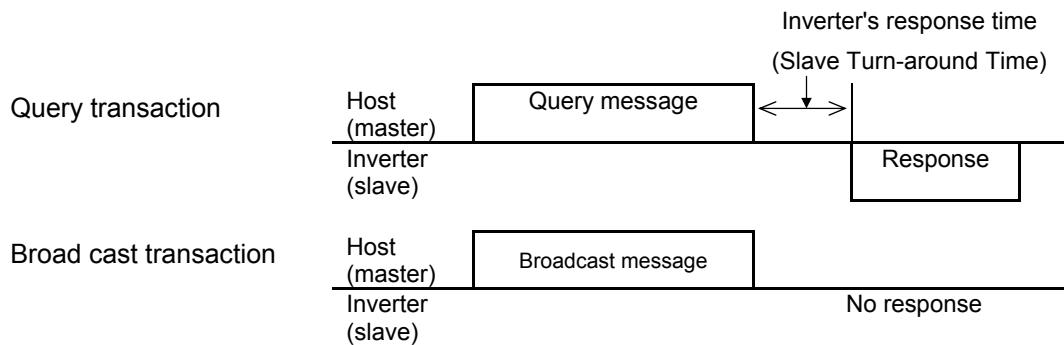 Inverter's response time
(Slave Turn-around Time)
Query transaction
Host
(master)
Query message
Inverter
(slave)
Response
Broad cast transaction
Host
(master)
Broadcast message
Inverter
(slave)
No response